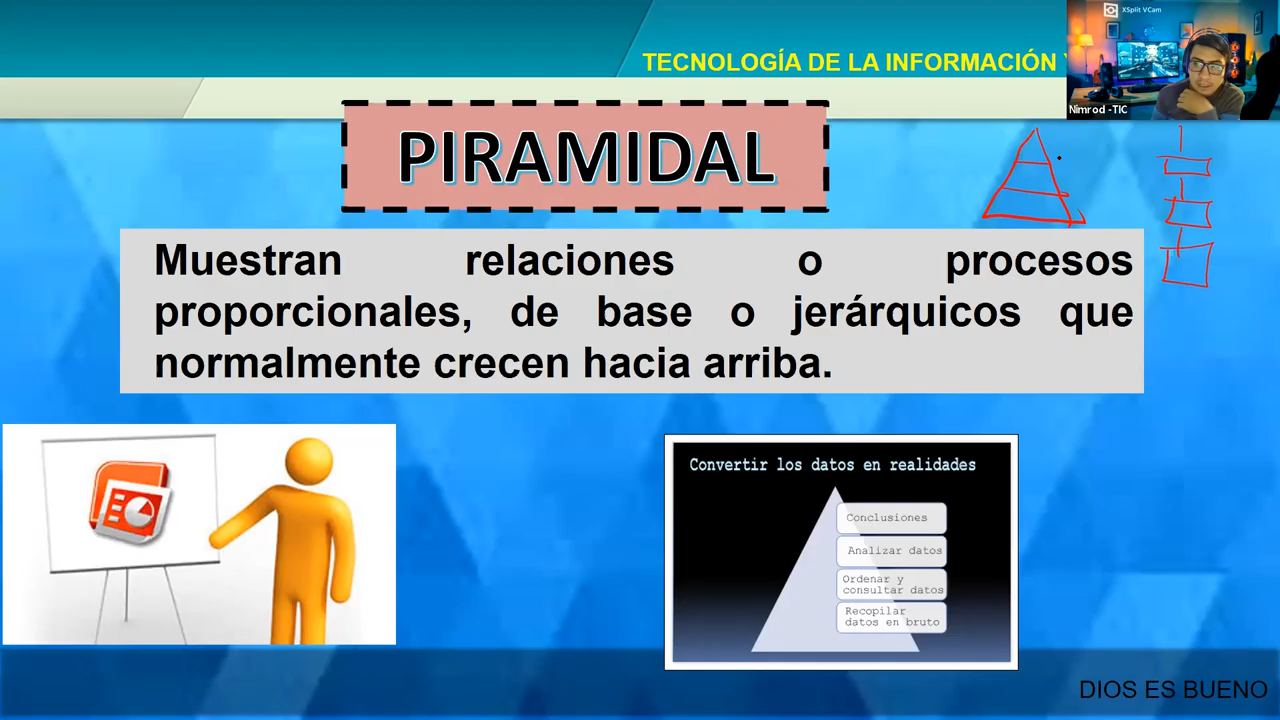 XSplit VCam
TECNOLOGÍA DE LA INFORMACIÓN
Nimrod -TIC
PIRAMIDAL
Muestran relaciones o procesos
proporcionales, de base o jerárquicos que
normalmente crecen hacia arriba.
Convertir los datos en realidades
Conclusiones
Analizar datos
Ordenar y
consultar datos
Recopilar
datos en bruto
DIOS ES BUENO